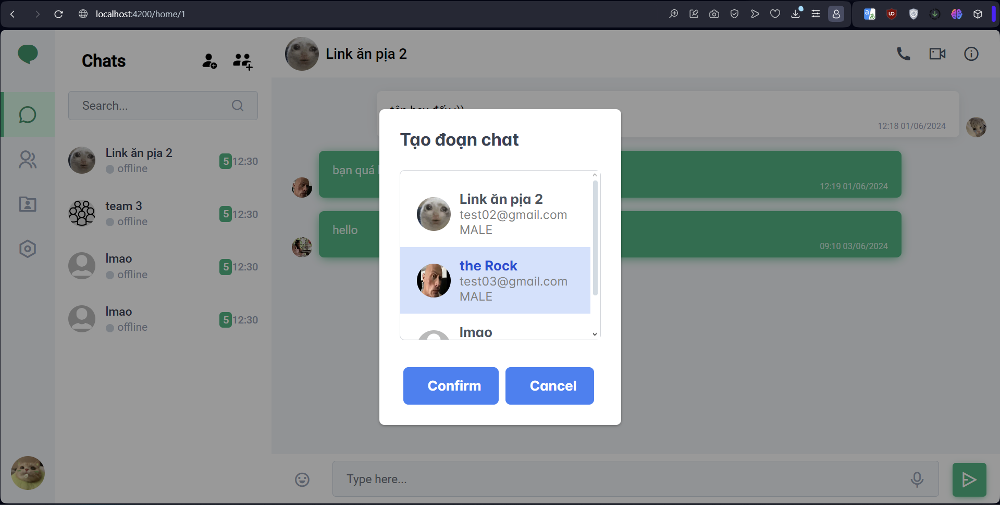 localhost:4200/home/1
Chats
Search...
Link ăn pịa 2
offline
5 12:30
team 3
offline
5 12:30
lmao
offline
5 12:30
lmao
offline
5 12:30
Link ăn pịa 2
12:18 01/06/2024
bạn quá
12:19 01/06/2024
hello
09:10 03/06/2024
Tạo đoạn chat
Link ăn pịa 2
test02@gmail.com
MALE
the Rock
test03@gmail.com
MALE
lmao
Confirm
Cancel
Type here...